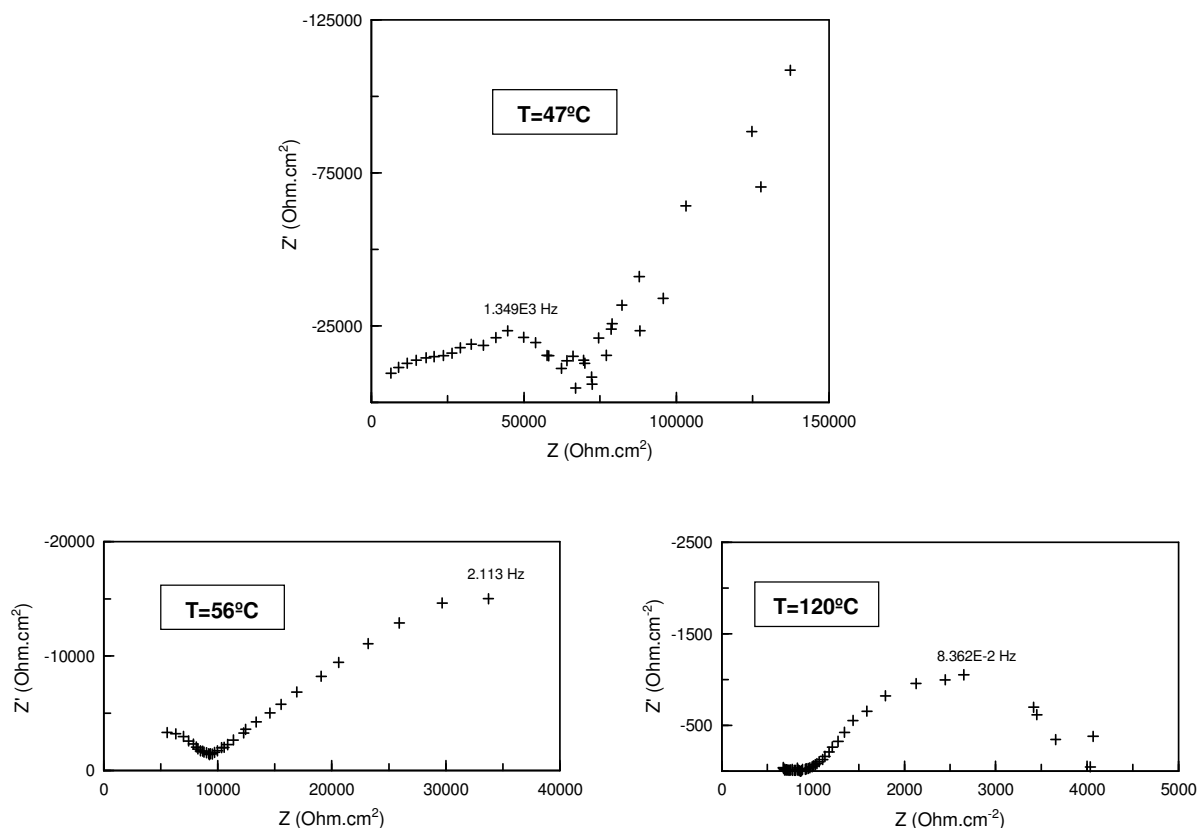 -125000
T=47ºC
-75000
Z' (Ohm.cm²)
1.349E3 Hz
-25000
0 50000 100000 150000
Z (Ohm.cm²)
-20000
2.113 Hz
T=56ºC
-10000
Z' (Ohm.cm²)
0
0 10000 20000 30000 40000
Z (Ohm.cm²)
-2500
T=120ºC
-1500
Z' (Ohm.cm⁻²)
8.362E-2 Hz
-500
0 1000 2000 3000 4000 5000
Z (Ohm.cm⁻²)